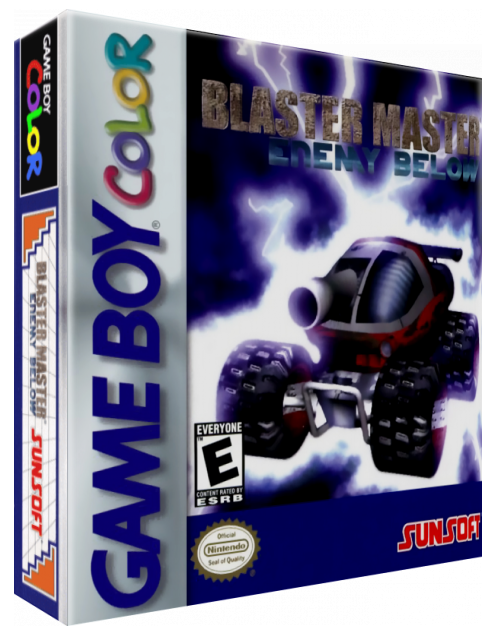 GAME BOY
COLOR
BLASTER MASTER
ENEMY BELOW
SUNSOFT
GAME BOY COLOR
®
BLASTER MASTER
ENEMY BELOW
EVERYONE
™
E
CONTENT RATED BY
ESRB
Official
Nintendo
Seal of Quality
SUNSOFT